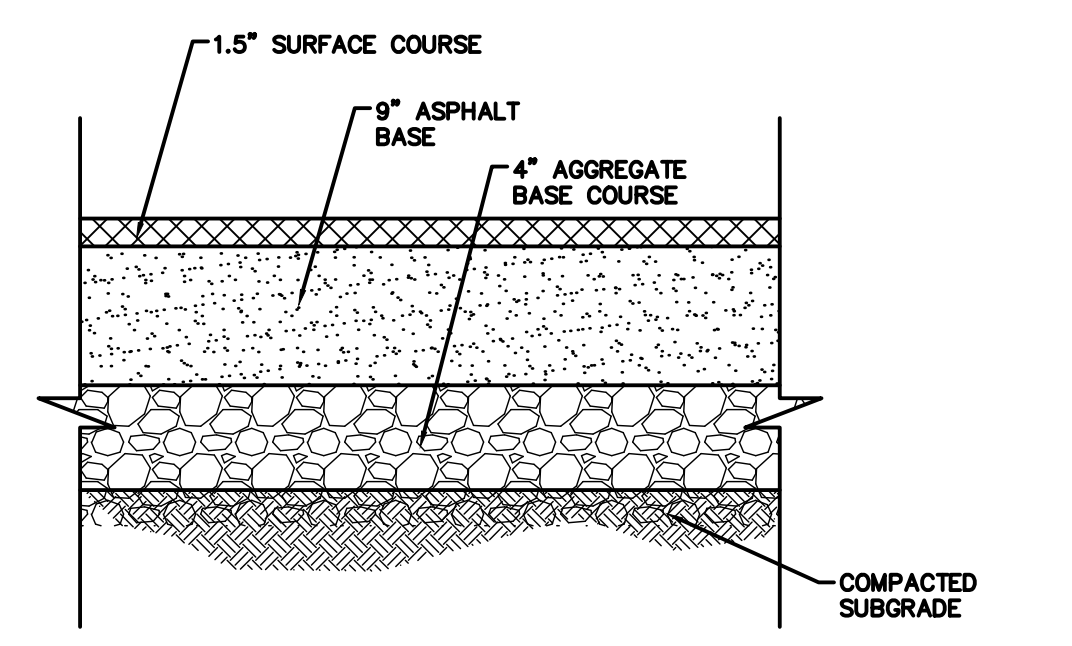 1.5" SURFACE COURSE
9" ASPHALT
BASE
4" AGGREGATE
BASE COURSE
COMPACTED
SUBGRADE